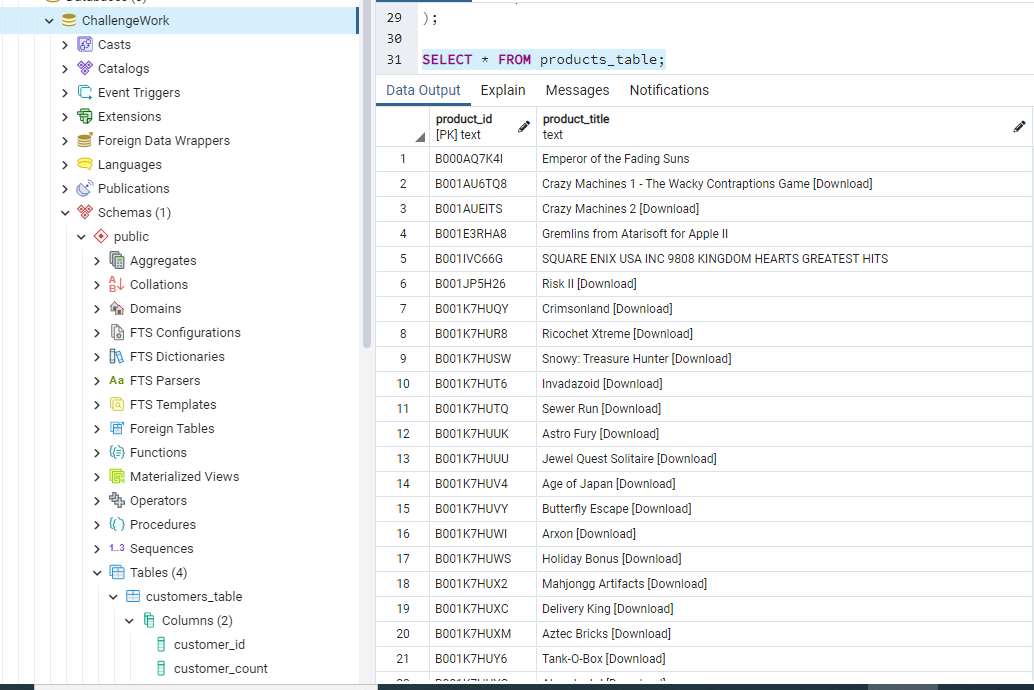 ChallengeWork
Casts
Catalogs
Event Triggers
Extensions
Foreign Data Wrappers
Languages
Publications
Schemas (1)
public
Aggregates
Collations
Domains
FTS Configurations
FTS Dictionaries
Aa FTS Parsers
FTS Templates
Foreign Tables
Functions
Materialized Views
Operators
Procedures
1..3 Sequences
Tables (4)
customers_table
Columns (2)
customer_id
customer_count
29 );
30
31 SELECT * FROM products_table;
Data Output Explain Messages Notifications
product_id product_title
[PK] text text
1 B000AQ7K4I Emperor of the Fading Suns
2 B001AU6TQ8 Crazy Machines 1 - The Wacky Contraptions Game [Download]
3 B001AUEITS Crazy Machines 2 [Download]
4 B001E3RHA8 Gremlins from Atarisoft for Apple II
5 B001IVC66G SQUARE ENIX USA INC 9808 KINGDOM HEARTS GREATEST HITS
6 B001JP5H26 Risk II [Download]
7 B001K7HUQY Crimsonland [Download]
8 B001K7HUR8 Ricochet Xtreme [Download]
9 B001K7HUSW Snowy: Treasure Hunter [Download]
10 B001K7HUT6 Invadazoid [Download]
11 B001K7HUTQ Sewer Run [Download]
12 B001K7HUUK Astro Fury [Download]
13 B001K7HUUU Jewel Quest Solitaire [Download]
14 B001K7HUV4 Age of Japan [Download]
15 B001K7HUVY Butterfly Escape [Download]
16 B001K7HUWI Arxon [Download]
17 B001K7HUWS Holiday Bonus [Download]
18 B001K7HUX2 Mahjongg Artifacts [Download]
19 B001K7HUXC Delivery King [Download]
20 B001K7HUXM Aztec Bricks [Download]
21 B001K7HUY6 Tank-O-Box [Download]